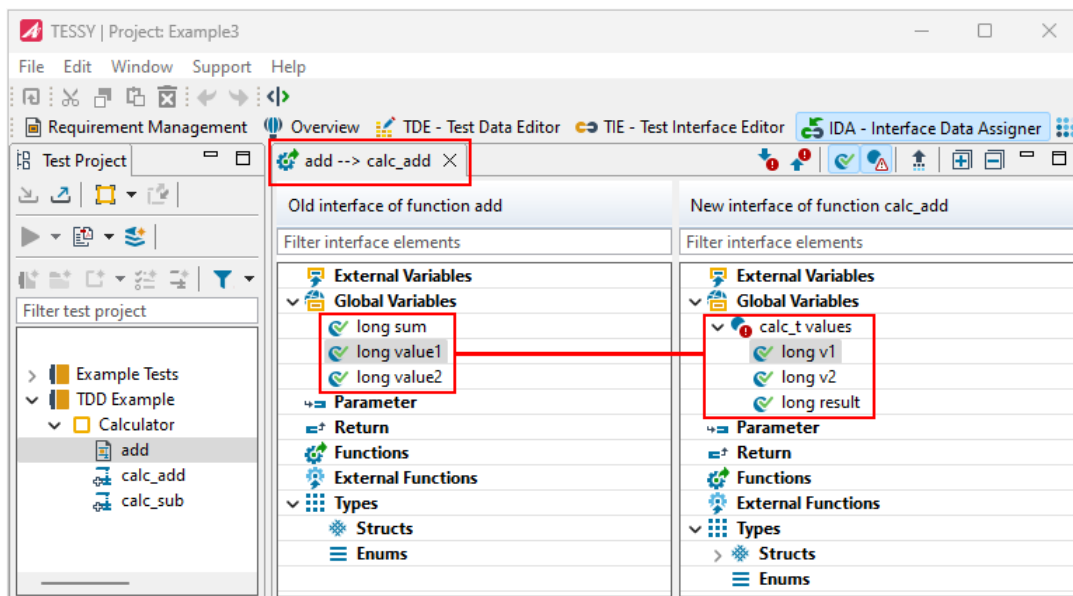 TESSY | Project: Example3
File Edit Window Support Help
Requirement Management Overview TDE - Test Data Editor TIE - Test Interface Editor IDA - Interface Data Assigner
Test Project
add --> calc_add
Old interface of function add
New interface of function calc_add
Filter interface elements
Filter interface elements
Filter test project
Example Tests
TDD Example
Calculator
add
calc_add
calc_sub
External Variables
Global Variables
long sum
long value1
long value2
Parameter
Return
Functions
External Functions
Types
Structs
Enums
External Variables
Global Variables
calc_t values
long v1
long v2
long result
Parameter
Return
Functions
External Functions
Types
Structs
Enums